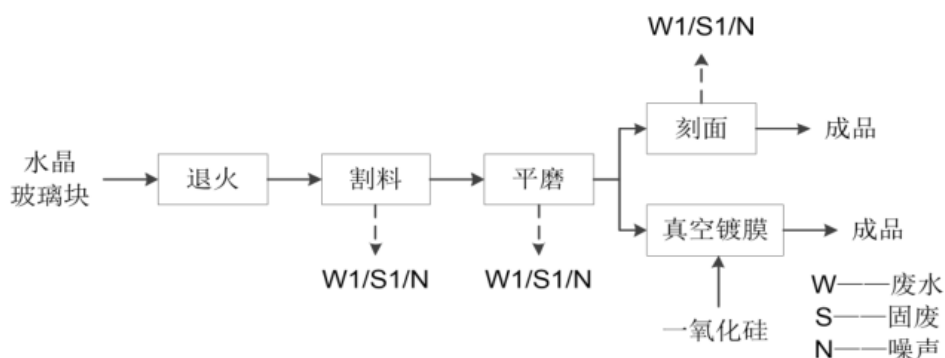 W1/S1/N
刻面
成品
水晶
玻璃块
退火
割料
平磨
真空镀膜
成品
W1/S1/N
W1/S1/N
一氧化硅
W——废水
S——固废
N——噪声